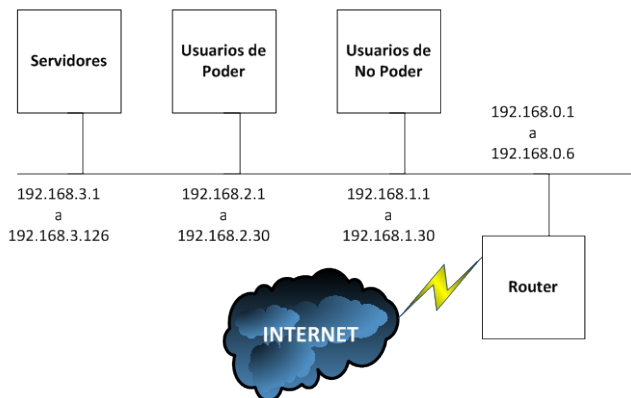 Servidores
Usuarios de
Poder
Usuarios de
No Poder
192.168.0.1
a
192.168.0.6
192.168.3.1
a
192.168.3.126
192.168.2.1
a
192.168.2.30
192.168.1.1
a
192.168.1.30
Router
INTERNET